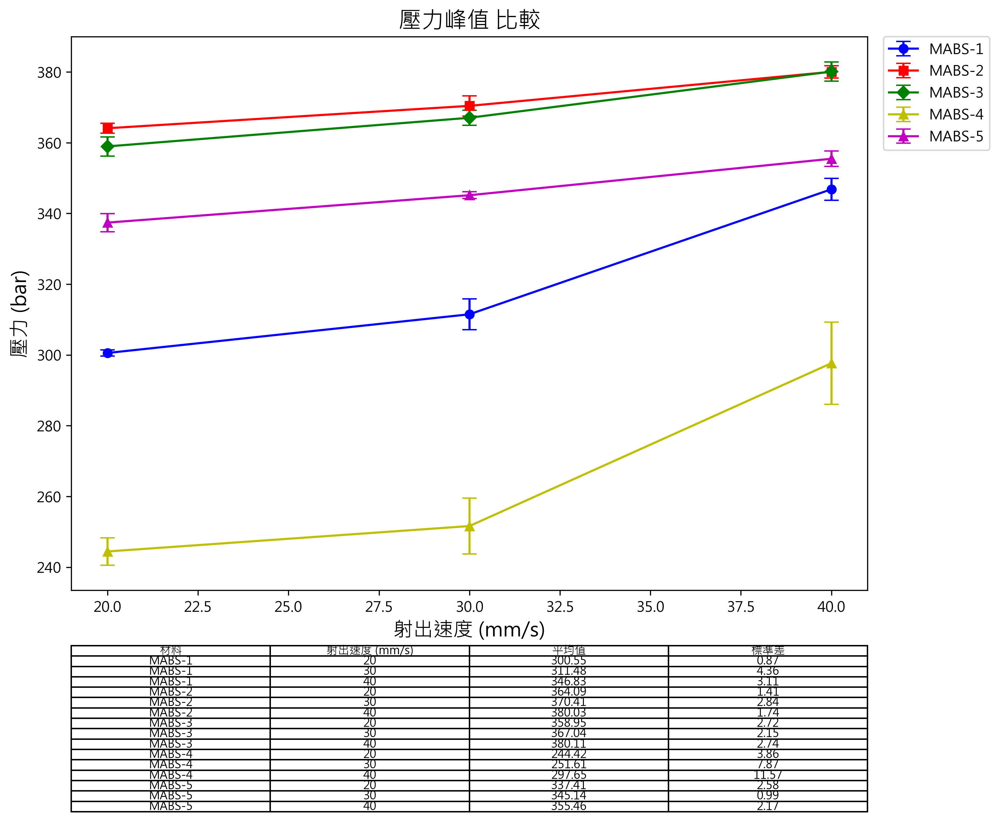 壓力峰值 比較
MABS-1
MABS-2
MABS-3
MABS-4
MABS-5
壓力 (bar)
380
360
340
320
300
280
260
240
20.0 22.5 25.0 27.5 30.0 32.5 35.0 37.5 40.0
射出速度 (mm/s)
材料 射出速度 (mm/s) 平均值 標準差
MABS-1 20 300.55 0.87
MABS-1 30 311.48 4.36
MABS-1 40 346.83 3.11
MABS-2 20 364.09 1.41
MABS-2 30 370.41 2.84
MABS-2 40 380.03 1.74
MABS-3 20 358.95 2.72
MABS-3 30 367.04 2.15
MABS-3 40 380.11 2.74
MABS-4 20 244.42 3.86
MABS-4 30 251.61 7.87
MABS-4 40 297.65 11.57
MABS-5 20 337.41 2.58
MABS-5 30 345.14 0.99
MABS-5 40 355.46 2.17